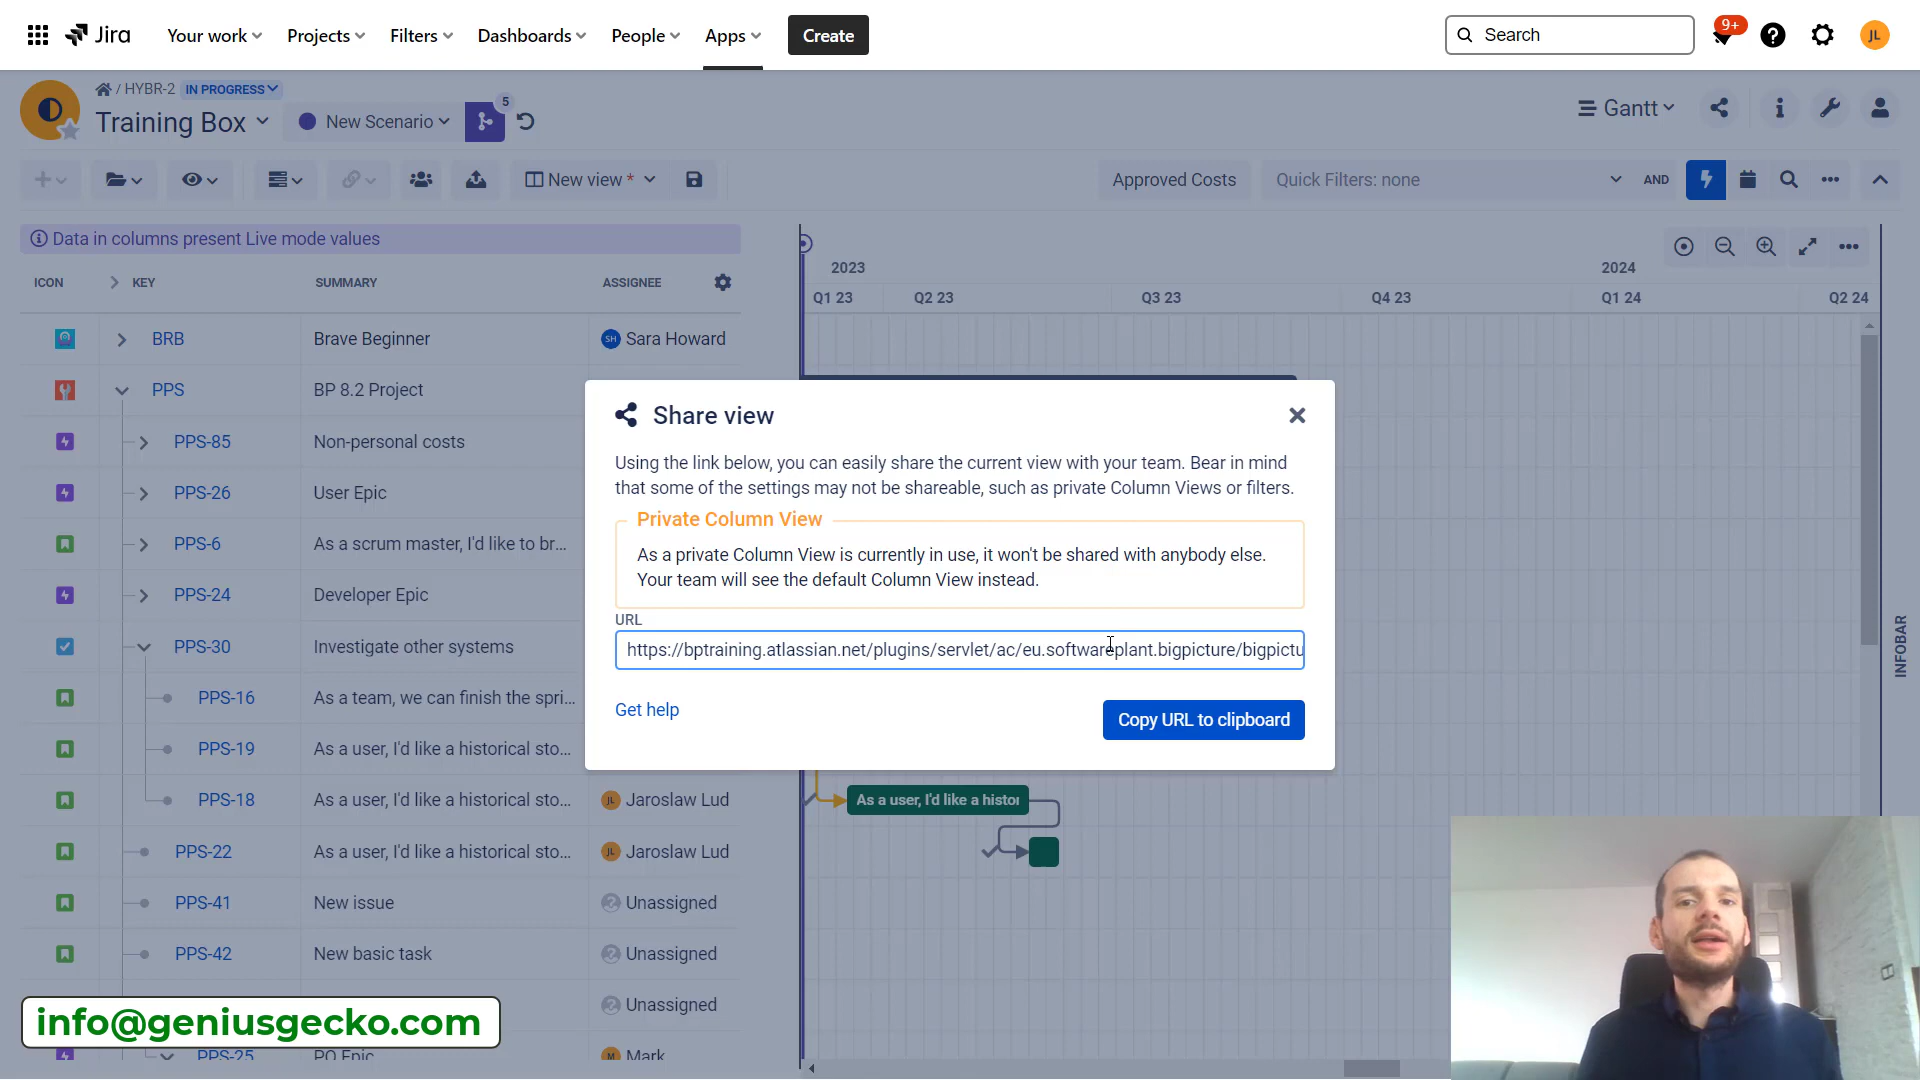 Jira Your work Projects Filters Dashboards People Apps Create Search 9+ JL
/ HYBR-2 IN PROGRESS
Training Box New Scenario 5 Gantt
New view * Approved Costs Quick Filters: none AND
Data in columns present Live mode values
2023 2024
ICON KEY SUMMARY ASSIGNEE
Q1 23 Q2 23 Q3 23 Q4 23 Q1 24 Q2 24
BRB Brave Beginner SH Sara Howard
PPS BP 8.2 Project
PPS-85 Non-personal costs
PPS-26 User Epic
PPS-6 As a scrum master, I'd like to br...
PPS-24 Developer Epic
PPS-30 Investigate other systems
PPS-16 As a team, we can finish the spri...
PPS-19 As a user, I'd like a historical sto...
PPS-18 As a user, I'd like a historical sto... JL Jaroslaw Lud
PPS-22 As a user, I'd like a historical sto... JL Jaroslaw Lud
PPS-41 New issue Unassigned
PPS-42 New basic task Unassigned
Unassigned
PPS-25 PO Epic M Mark
Share view
Using the link below, you can easily share the current view with your team. Bear in mind
that some of the settings may not be shareable, such as private Column Views or filters.
Private Column View
As a private Column View is currently in use, it won't be shared with anybody else.
Your team will see the default Column View instead.
URL
https://bptraining.atlassian.net/plugins/servlet/ac/eu.softwareplant.bigpicture/bigpictu
Get help Copy URL to clipboard
As a user, I'd like a histor
INFOBAR
info@geniusgecko.com